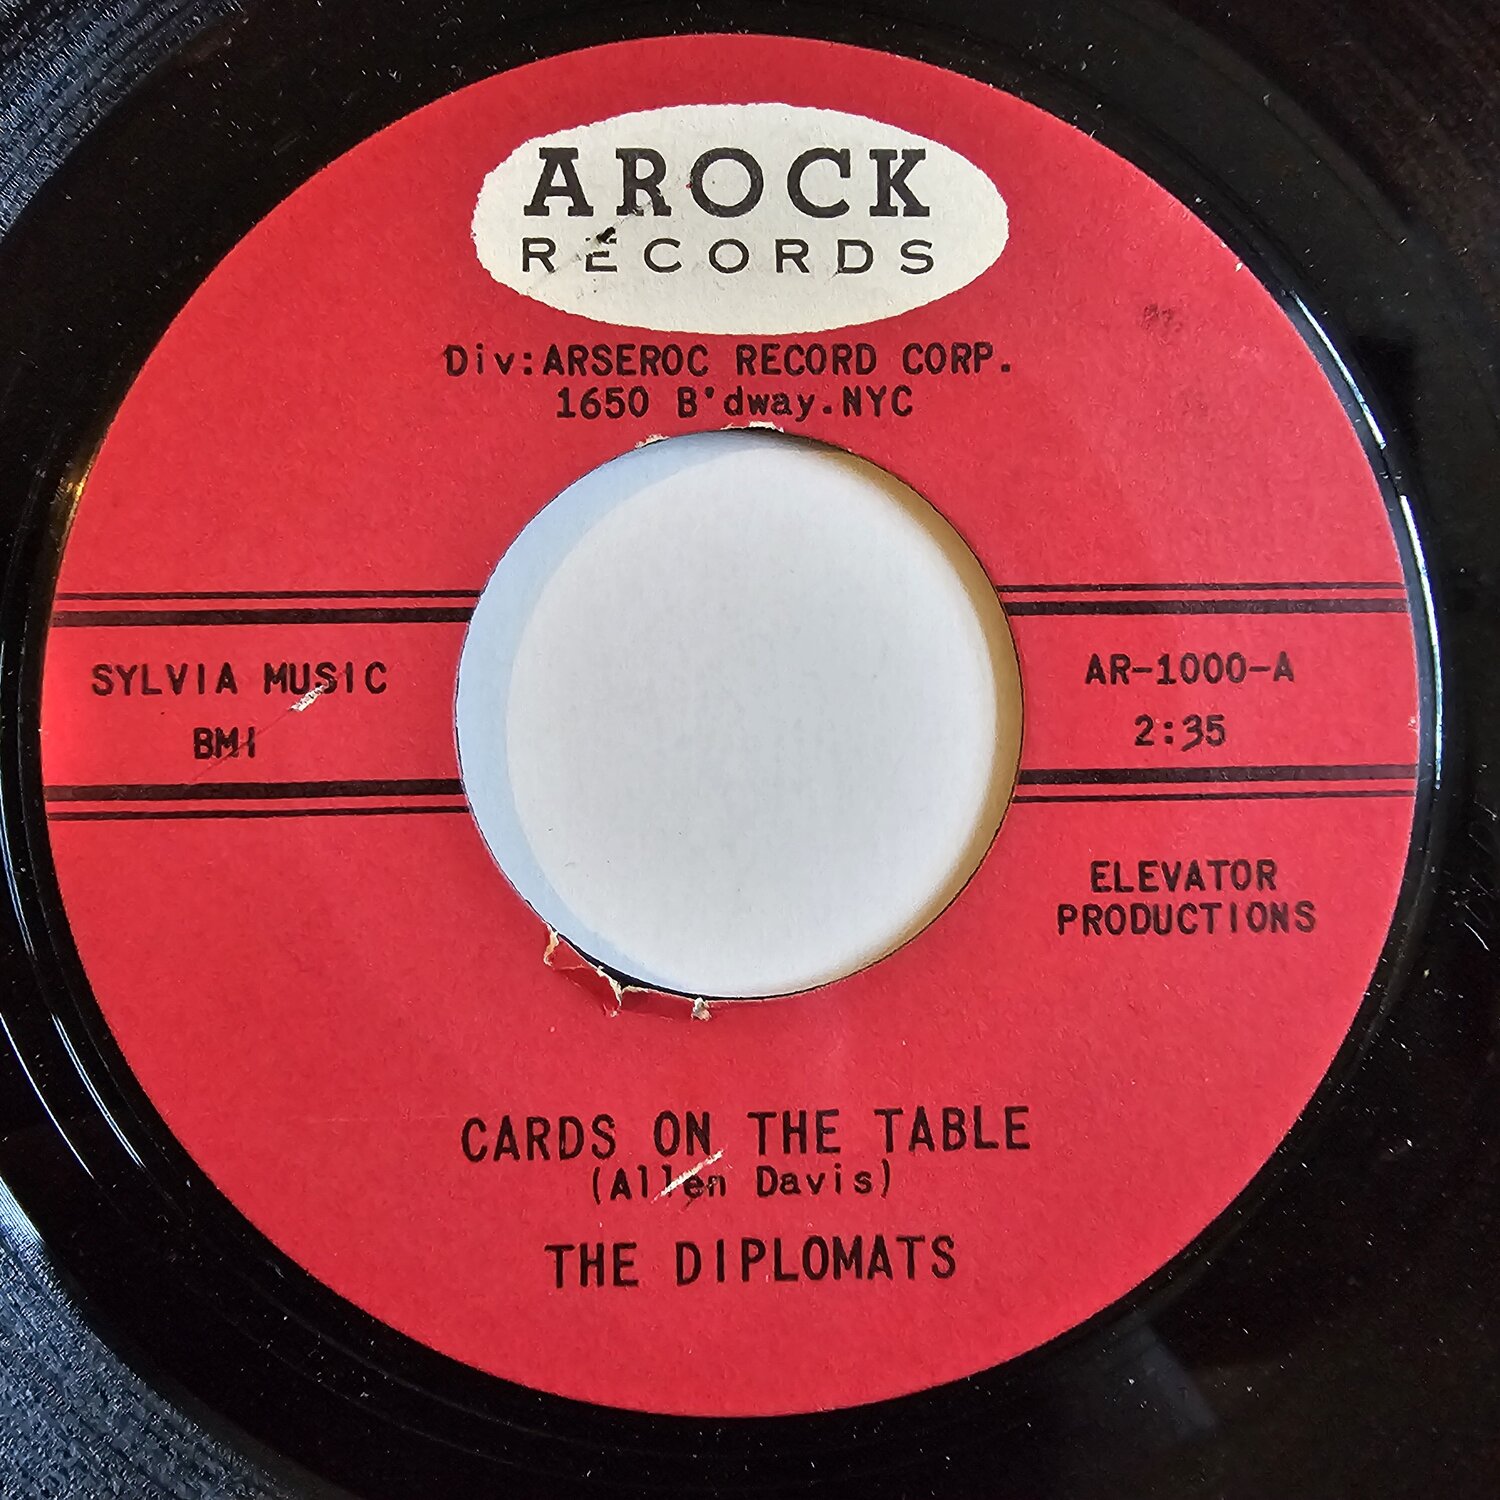 AROCK
RECORDS
Div:ARSEROC RECORD CORP.
1650 B'dway.NYC
SYLVIA MUSIC
BMI
AR-1000-A
2:35
ELEVATOR
PRODUCTIONS
CARDS ON THE TABLE
(Allen Davis)
THE DIPLOMATS